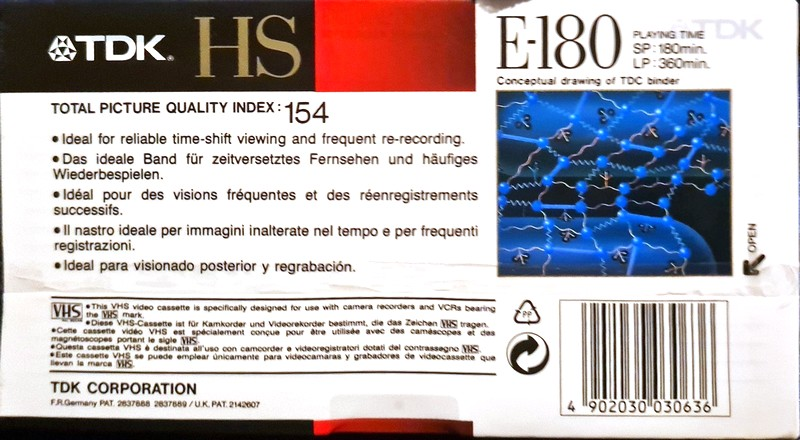 TDK® HS
TOTAL PICTURE QUALITY INDEX: 154
• Ideal for reliable time-shift viewing and frequent re-recording.
• Das ideale Band für zeitversetztes Fernsehen und häufiges
Wiederbespielen.
• Idéal pour des visions fréquentes et des réenregistrements
successifs.
• Il nastro ideale per immagini inalterate nel tempo e per frequenti
registrazioni.
• Ideal para visionado posterior y regrabación.
VHS • This VHS video cassette is specifically designed for use with camera recorders and VCRs bearing
the VHS mark.
• Diese VHS-Cassette ist für Kamkorder und Videorekorder bestimmt, die das Zeichen VHS tragen.
• Cette cassette vidéo VHS est spécialement conçue pour être utilisée avec des caméscopes et des
magnétoscopes portant le sigle VHS.
• Questa cassetta VHS è destinata all'uso con camcorder e videoregistratori dotati del contrassegno VHS.
• Este cassette VHS se puede emplear únicamente para videocamaras y grabadores de videocassette que
llevan la marca VHS.
TDK CORPORATION
F.R.Germany PAT. 2637888 2637889 / U.K. PAT. 2142607
E-180
PLAYING TIME
SP:180min.
LP:360min.
TDK
Conceptual drawing of TDC binder
OPEN
PP
4 902030 030636